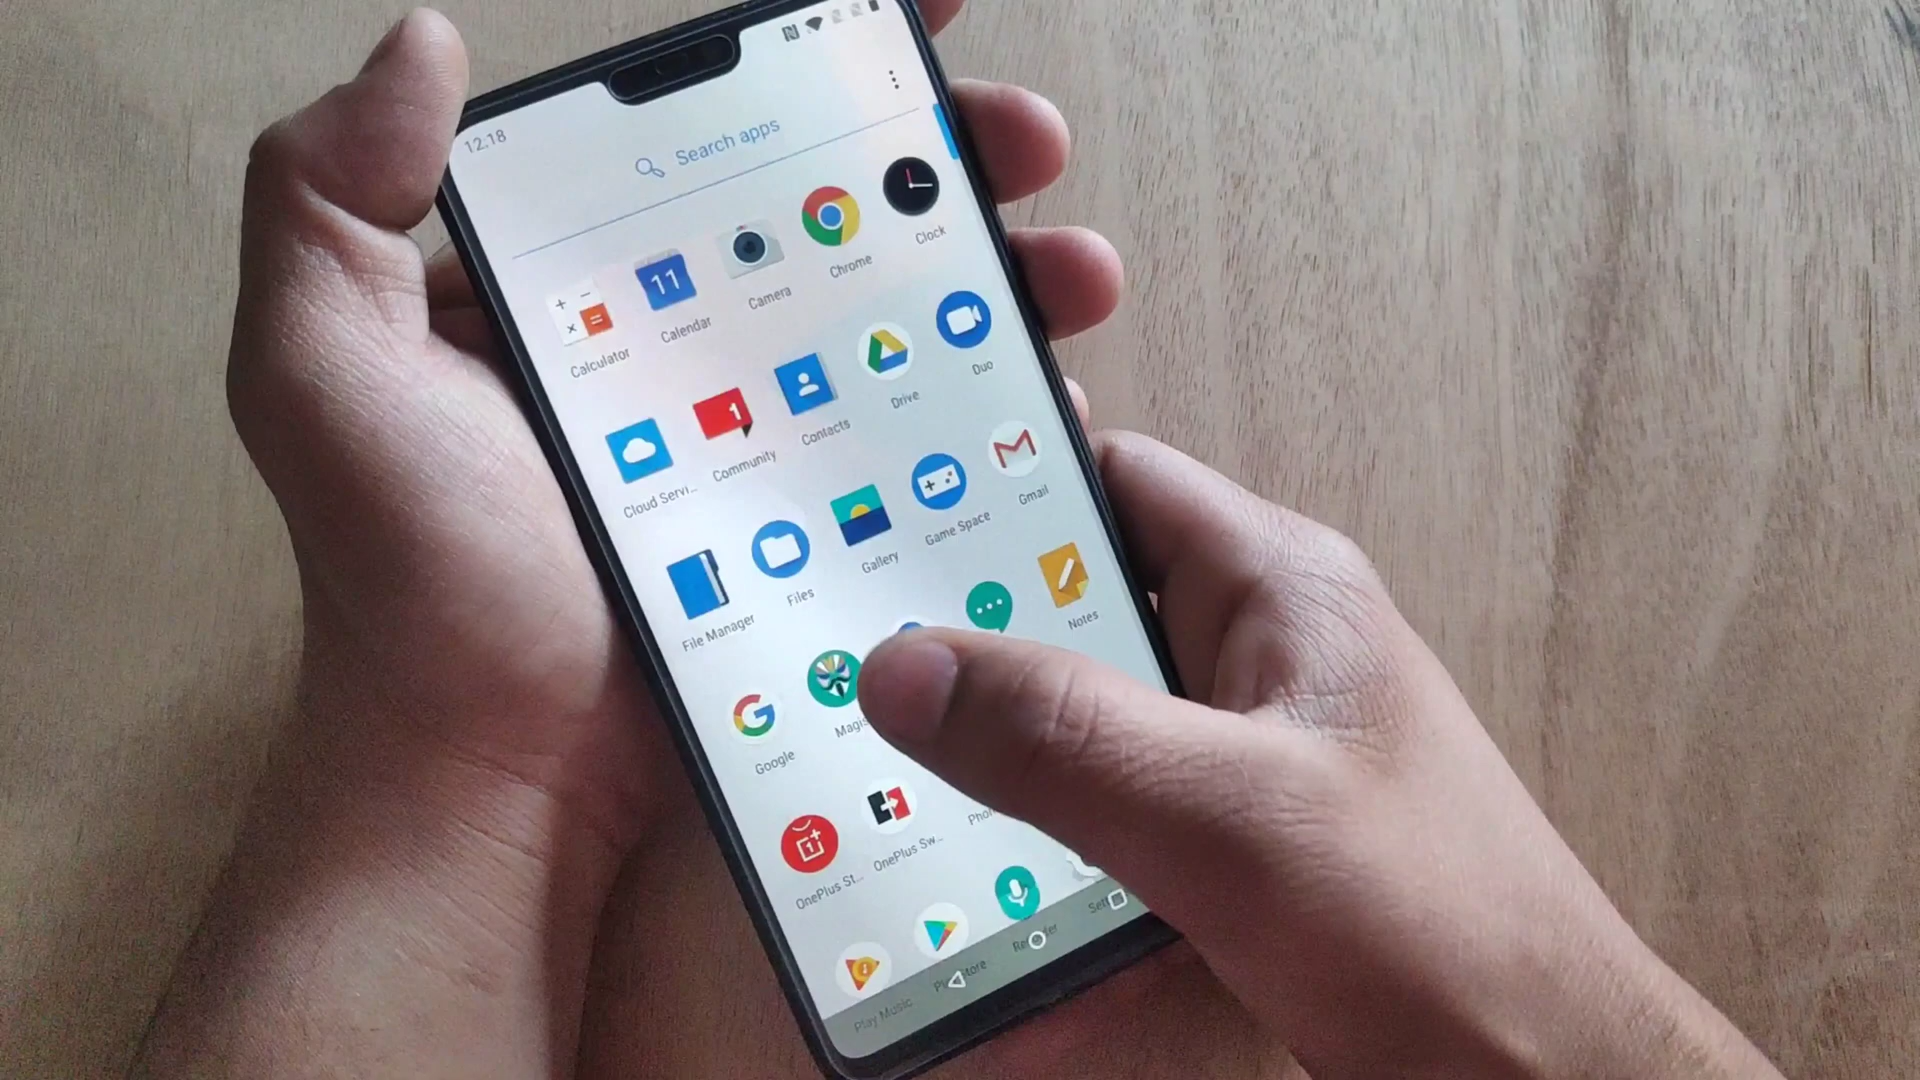 12.18
Search apps
Calculator
11
Calendar
Camera
Chrome
Clock
Cloud Servi...
1
Community
Contacts
Drive
Duo
File Manager
Files
Gallery
Game Space
Gmail
Google
Notes
OnePlus St...
OnePlus Sw...
Play Music